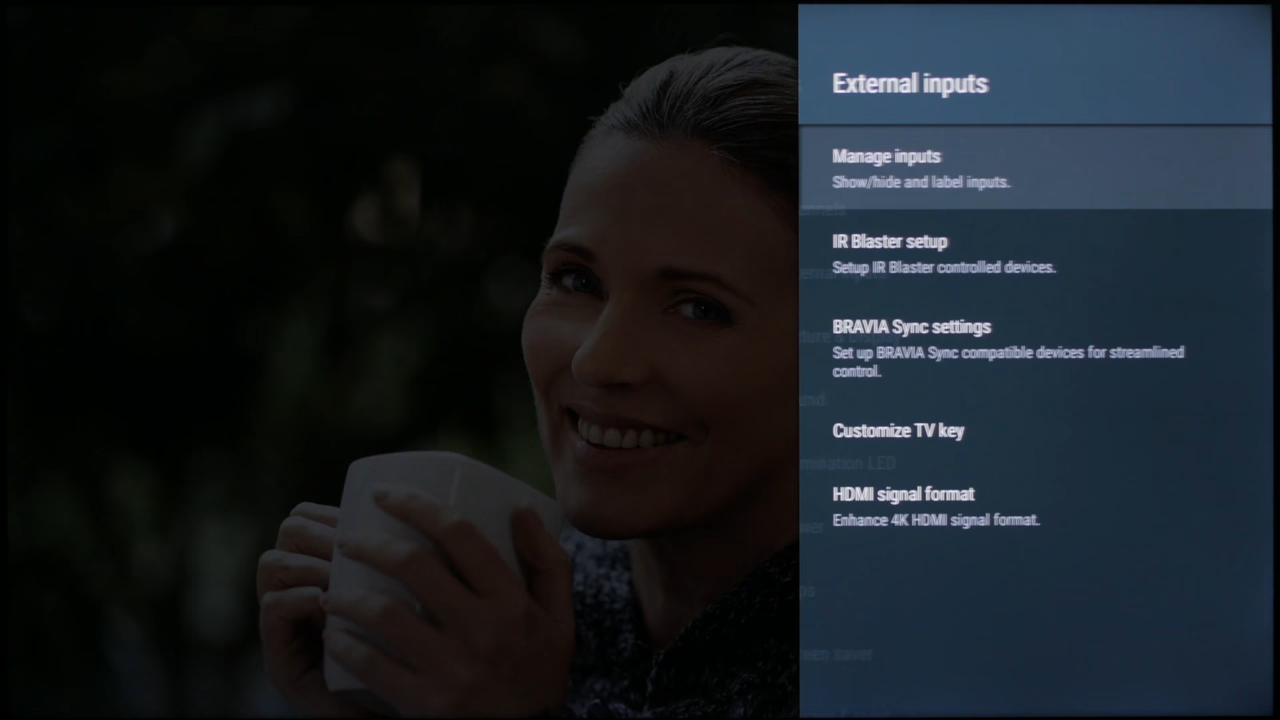 External inputs
Manage inputs
Show/hide and label inputs.
IR Blaster setup
Setup IR Blaster controlled devices.
BRAVIA Sync settings
Set up BRAVIA Sync compatible devices for streamlined
control.
Customize TV key
HDMI signal format
Enhance 4K HDMI signal format.